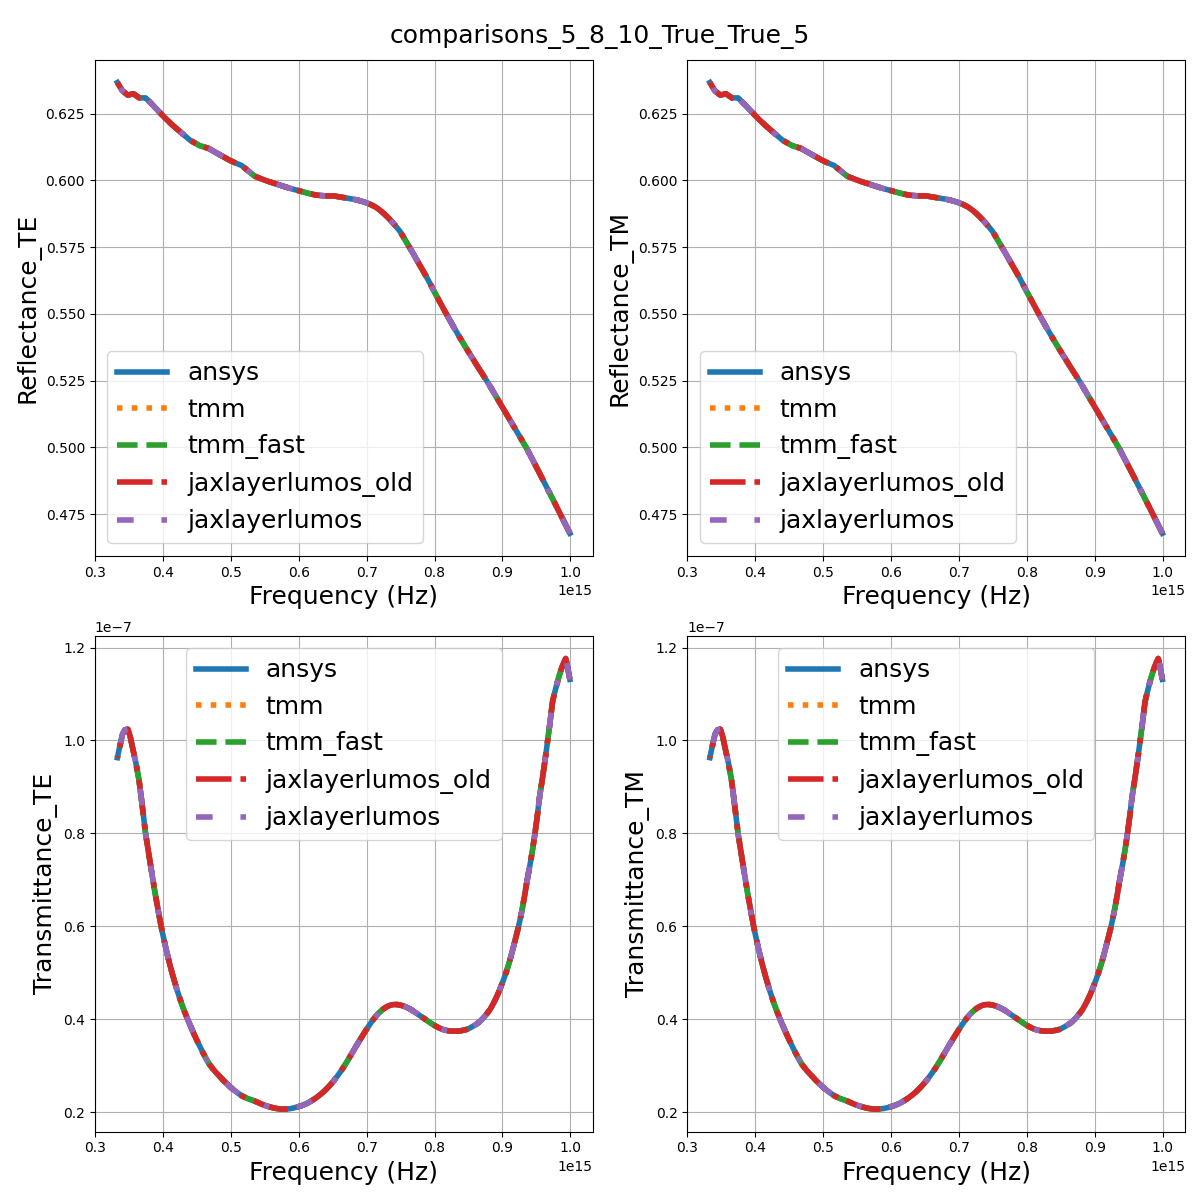 comparisons_5_8_10_True_True_5
Reflectance_TE
0.625
0.600
0.575
0.550
0.525
0.500
0.475
ansys
tmm
tmm_fast
jaxlayerlumos_old
jaxlayerlumos
0.3 0.4 0.5 0.6 0.7 0.8 0.9 1.0
1e15
Frequency (Hz)
Reflectance_TM
0.625
0.600
0.575
0.550
0.525
0.500
0.475
ansys
tmm
tmm_fast
jaxlayerlumos_old
jaxlayerlumos
0.3 0.4 0.5 0.6 0.7 0.8 0.9 1.0
1e15
Frequency (Hz)
1e−7
Transmittance_TE
1.2
1.0
0.8
0.6
0.4
0.2
ansys
tmm
tmm_fast
jaxlayerlumos_old
jaxlayerlumos
0.3 0.4 0.5 0.6 0.7 0.8 0.9 1.0
1e15
Frequency (Hz)
1e−7
Transmittance_TM
1.2
1.0
0.8
0.6
0.4
0.2
ansys
tmm
tmm_fast
jaxlayerlumos_old
jaxlayerlumos
0.3 0.4 0.5 0.6 0.7 0.8 0.9 1.0
1e15
Frequency (Hz)